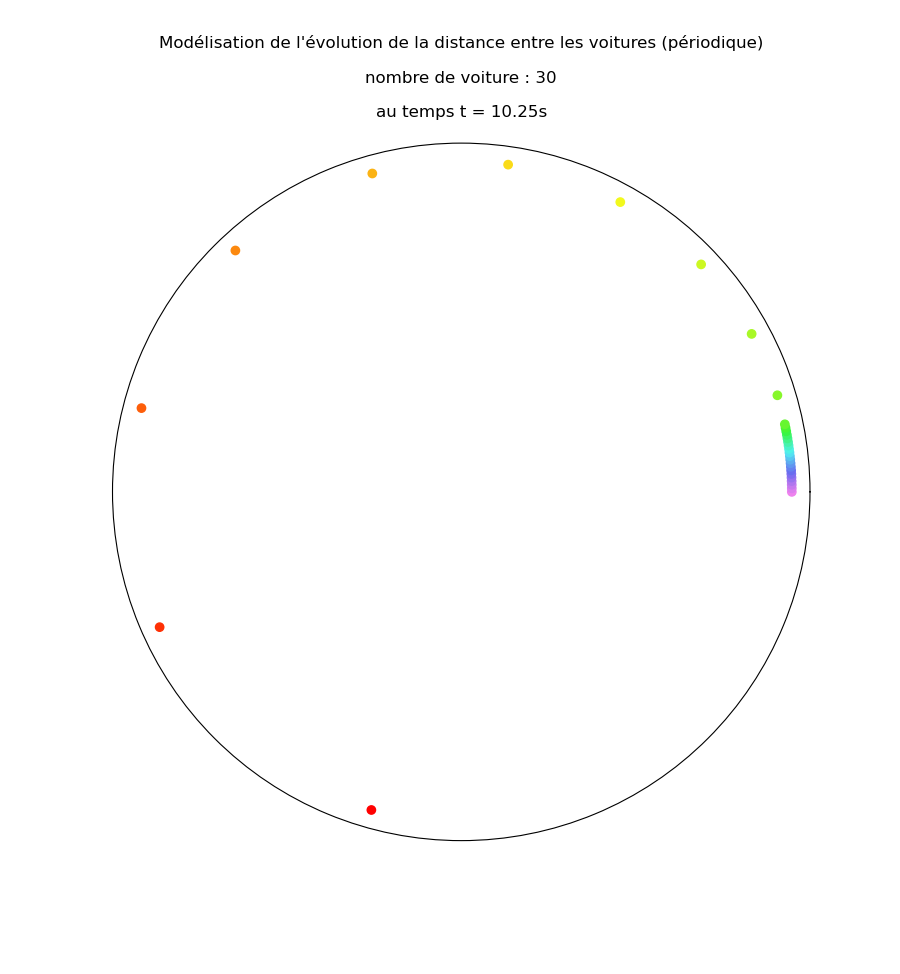 Modélisation de l'évolution de la distance entre les voitures (périodique)
nombre de voiture : 30
au temps t = 10.25s